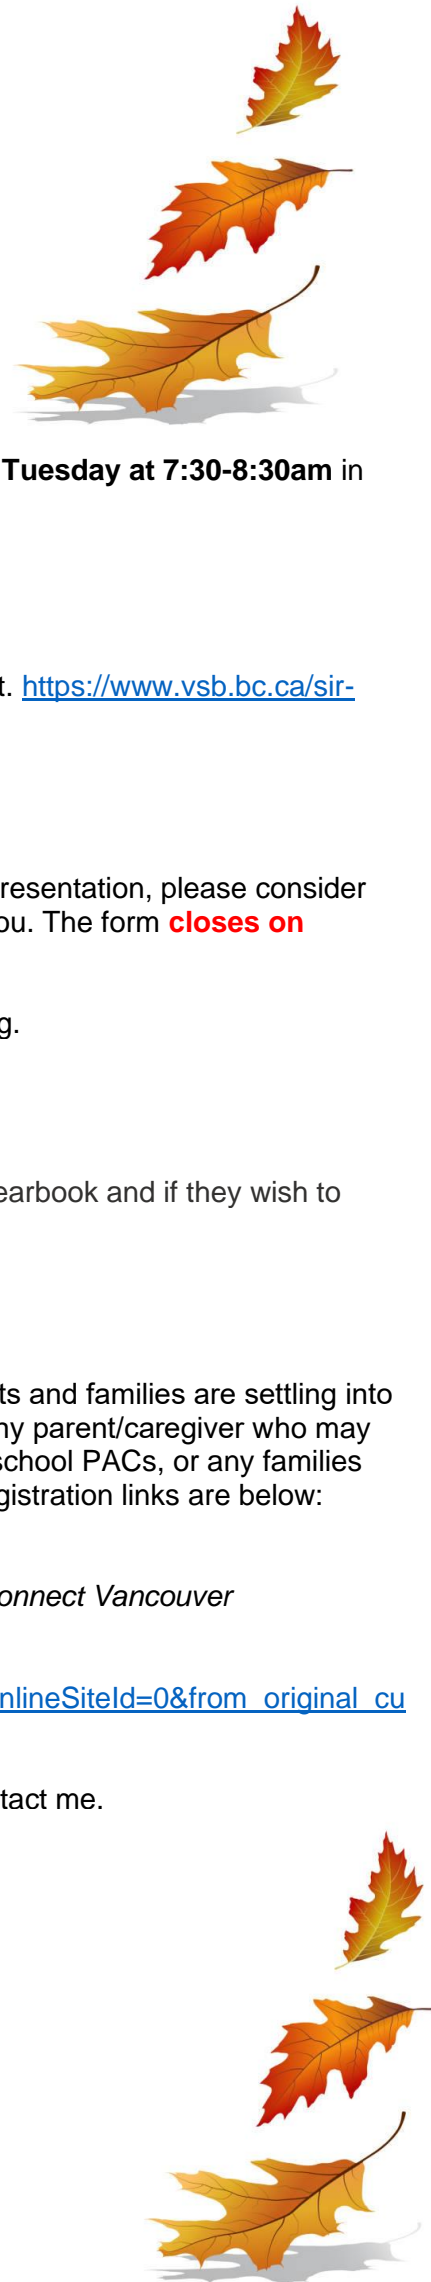 Tuesday at 7:30-8:30am in
t. https://www.vsb.bc.ca/sir-
resentation, please consider
ou. The form closes on
g.
earbook and if they wish to
ts and families are settling into
ny parent/caregiver who may
school PACs, or any families
gistration links are below:
onnect Vancouver
nlineSiteId=0&from_original_cu
tact me.